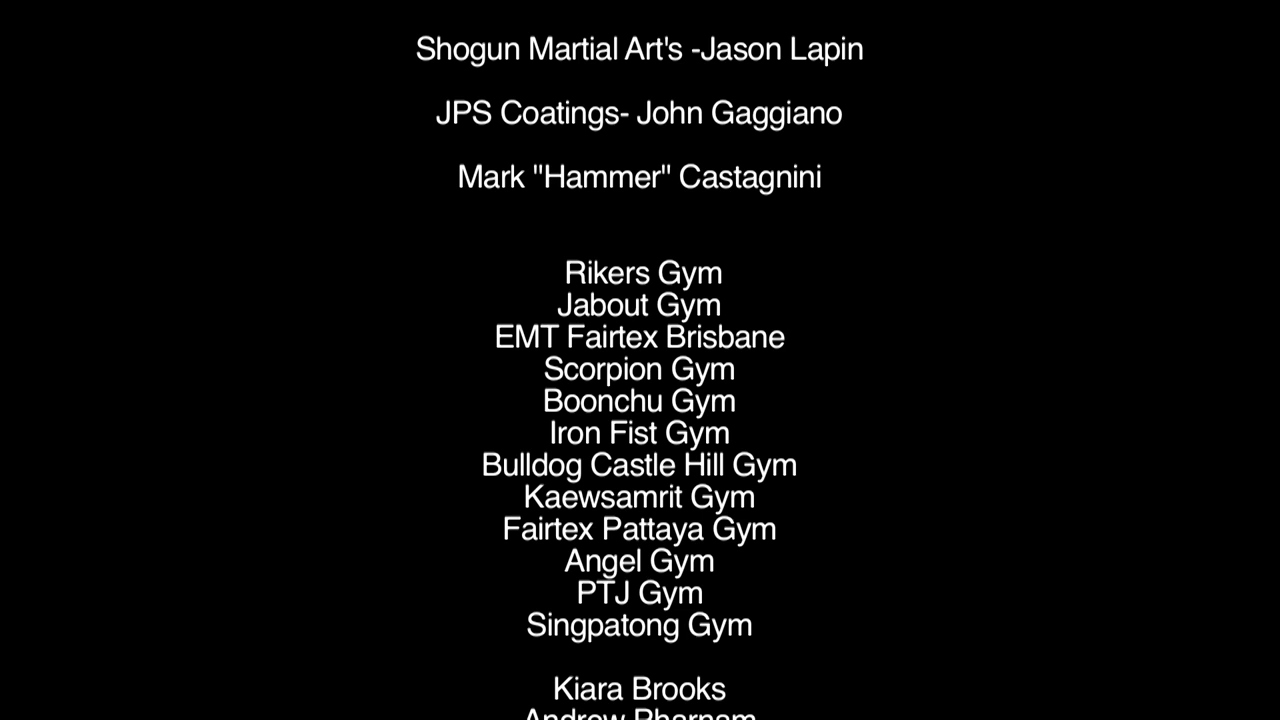 Shogun Martial Art's -Jason Lapin
JPS Coatings- John Gaggiano
Mark "Hammer" Castagnini
Rikers Gym
Jabout Gym
EMT Fairtex Brisbane
Scorpion Gym
Boonchu Gym
Iron Fist Gym
Bulldog Castle Hill Gym
Kaewsamrit Gym
Fairtex Pattaya Gym
Angel Gym
PTJ Gym
Singpatong Gym
Kiara Brooks
Andrew